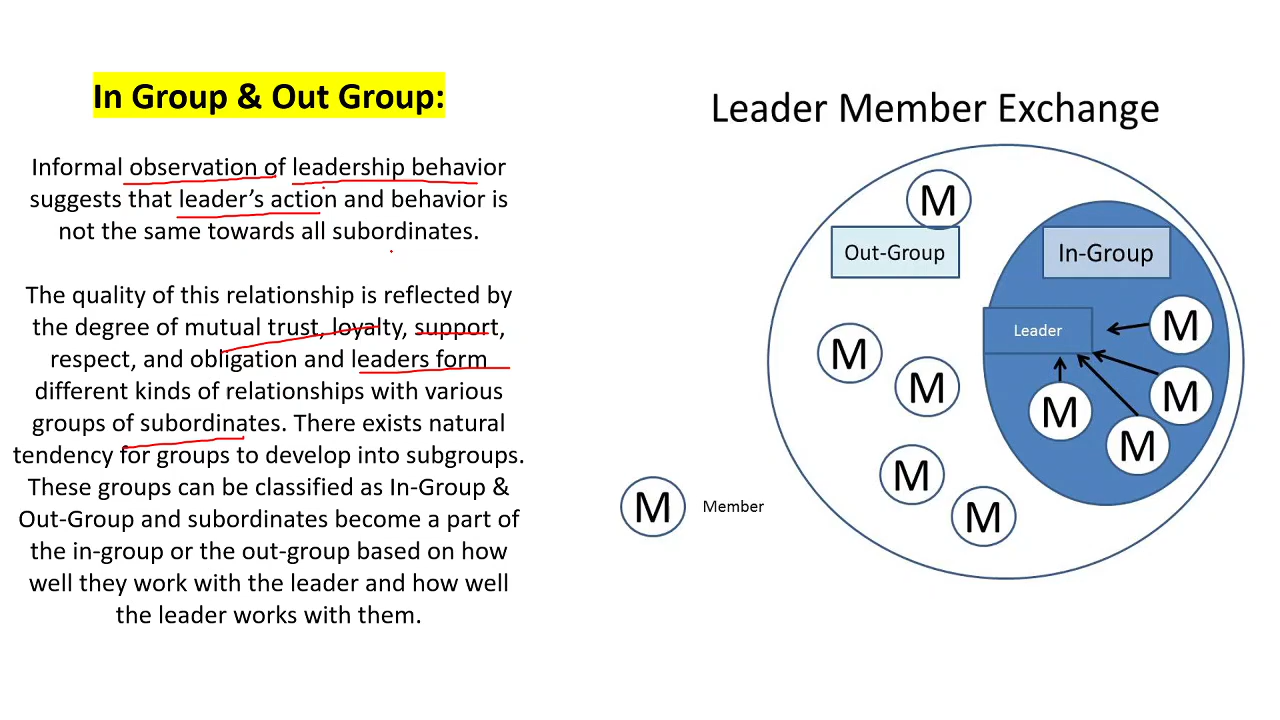 In Group & Out Group:
Informal observation of leadership behavior
suggests that leader's action and behavior is
not the same towards all subordinates.
The quality of this relationship is reflected by
the degree of mutual trust, loyalty, support,
respect, and obligation and leaders form
different kinds of relationships with various
groups of subordinates. There exists natural
tendency for groups to develop into subgroups.
These groups can be classified as In-Group &
Out-Group and subordinates become a part of
the in-group or the out-group based on how
well they work with the leader and how well
the leader works with them.
Leader Member Exchange
M
Out-Group
In-Group
Leader
M
M
M
M
M
M
M
M
M
M Member